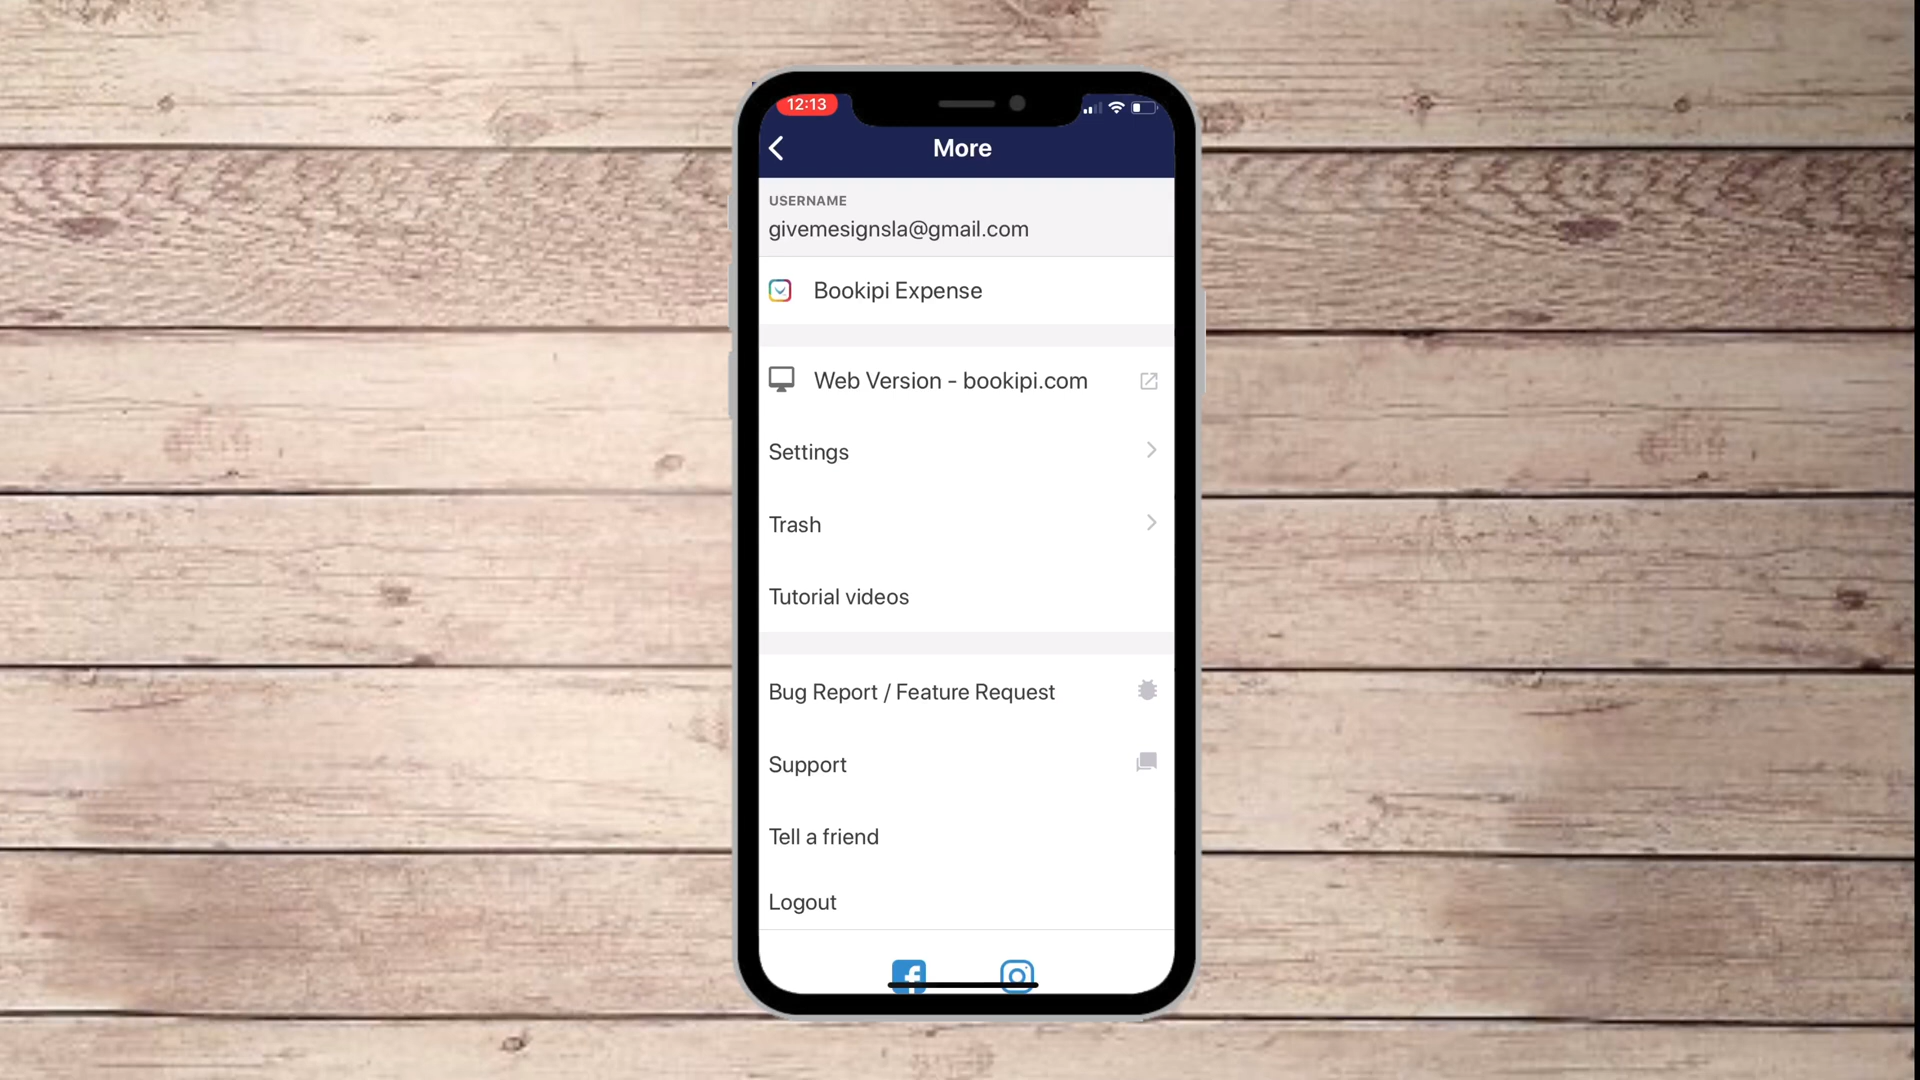 12:13
More
USERNAME
givemesignsla@gmail.com
Bookipi Expense
Web Version - bookipi.com
Settings
Trash
Tutorial videos
Bug Report / Feature Request
Support
Tell a friend
Logout